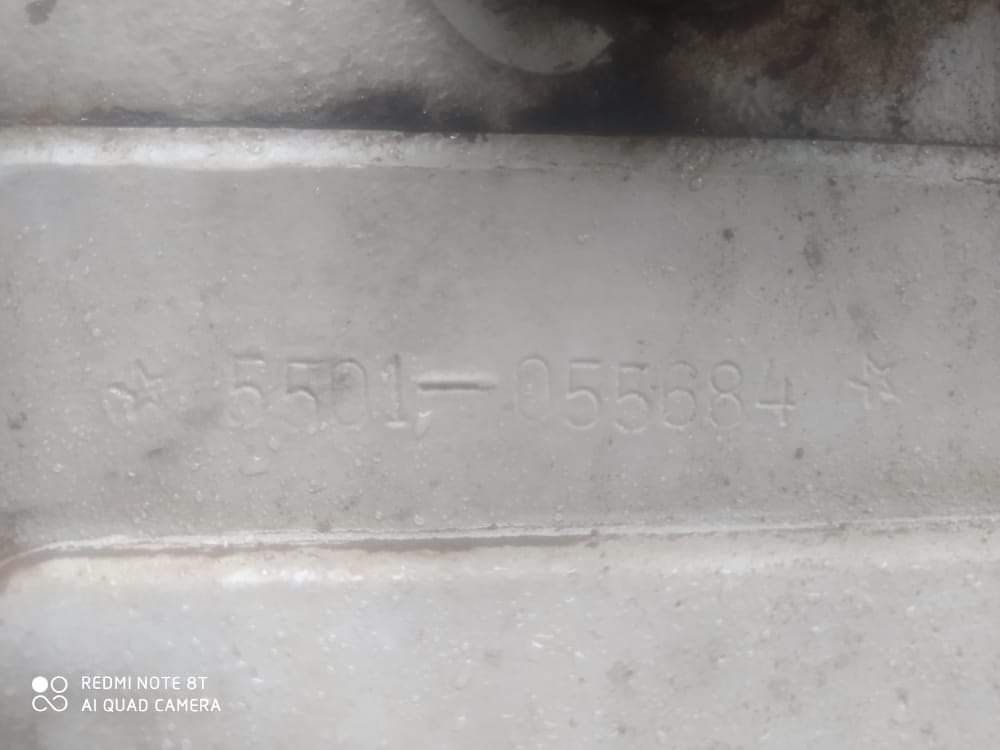 ☆ 5501-055684 ☆
REDMI NOTE 8T
AI QUAD CAMERA